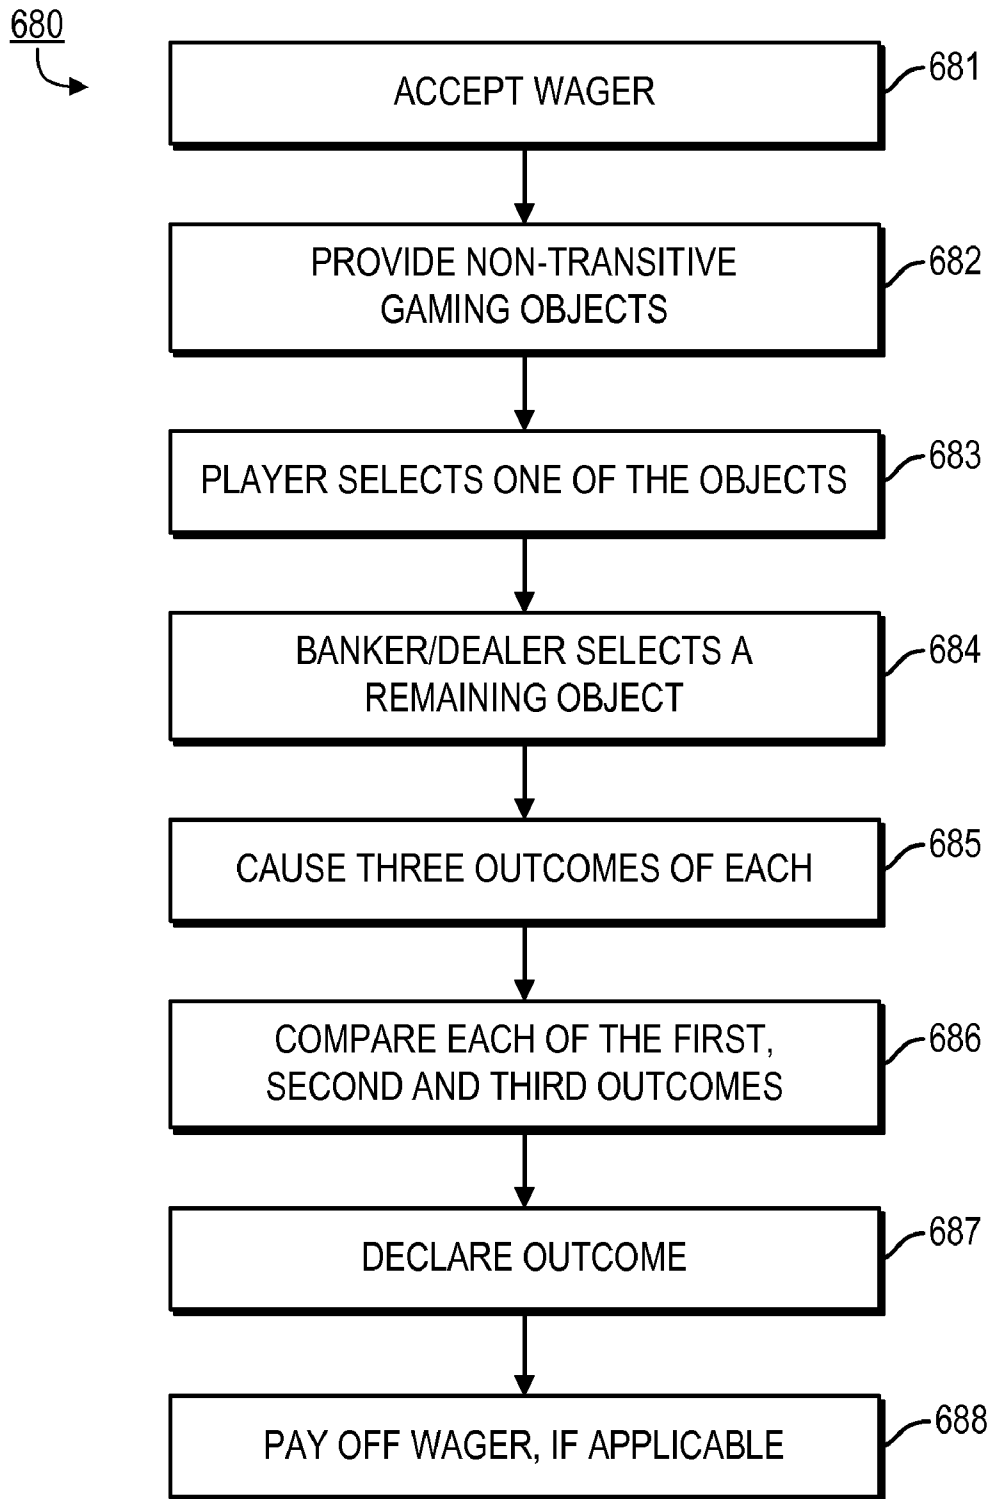 680
ACCEPT WAGER
681
PROVIDE NON-TRANSITIVE
GAMING OBJECTS
682
PLAYER SELECTS ONE OF THE OBJECTS
683
BANKER/DEALER SELECTS A
REMAINING OBJECT
684
CAUSE THREE OUTCOMES OF EACH
685
COMPARE EACH OF THE FIRST,
SECOND AND THIRD OUTCOMES
686
DECLARE OUTCOME
687
PAY OFF WAGER, IF APPLICABLE
688